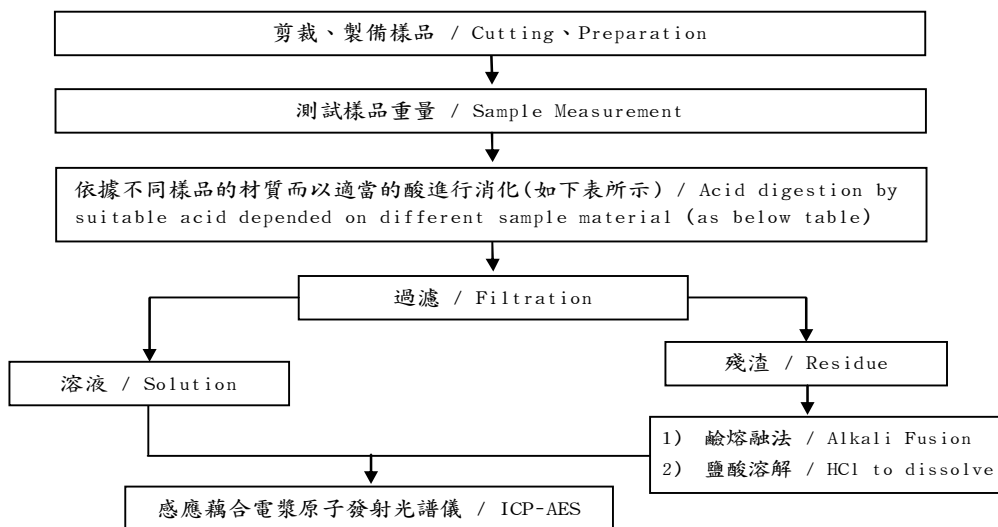 剪裁、製備樣品 / Cutting、Preparation
測試樣品重量 / Sample Measurement
依據不同樣品的材質而以適當的酸進行消化(如下表所示) / Acid digestion by
suitable acid depended on different sample material (as below table)
過濾 / Filtration
溶液 / Solution
殘渣 / Residue
1) 鹼熔融法 / Alkali Fusion
2) 鹽酸溶解 / HCl to dissolve
感應藕合電漿原子發射光譜儀 / ICP-AES